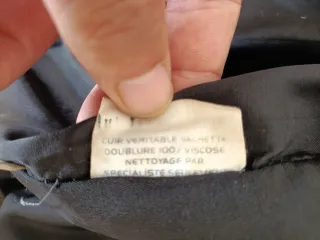 CUIR VERITABLE VACHETTE
DOUBLURE 100% VISCOSE
NETTOYAGE PAR
SPECIALISTE